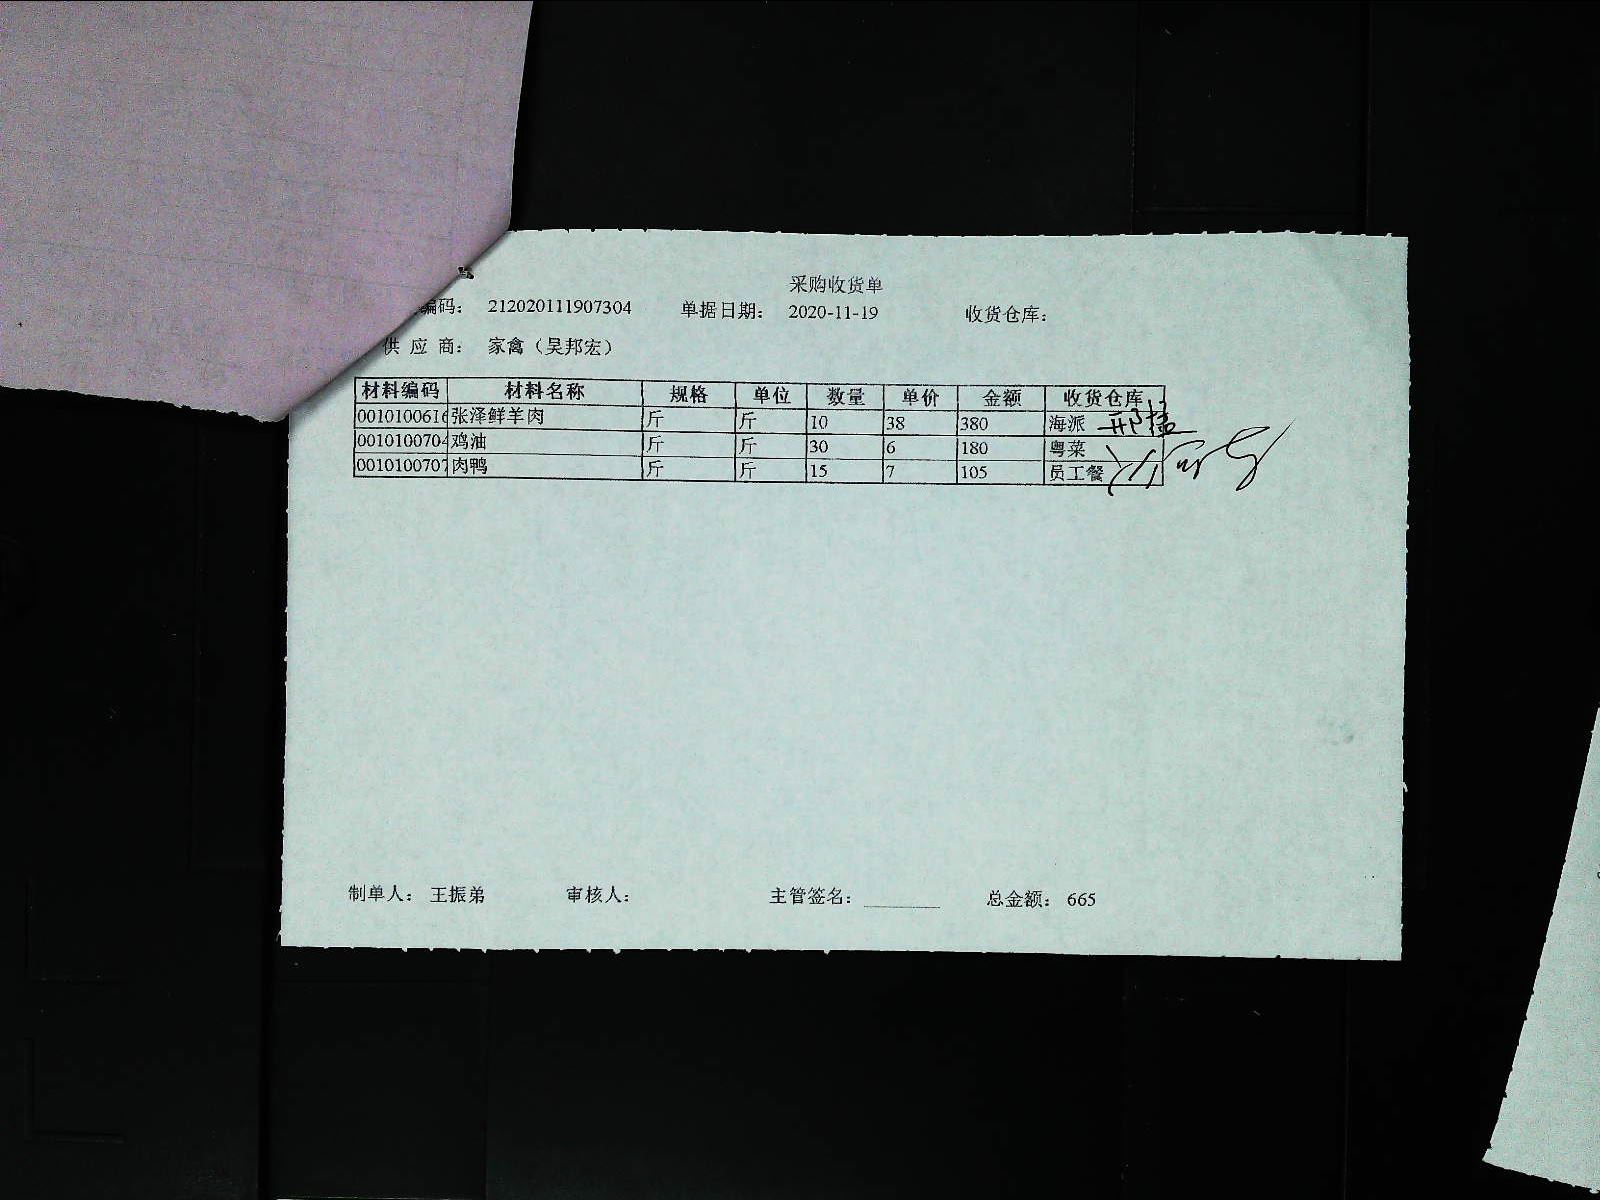 采购收货单
编码： 212020111907304 单据日期： 2020-11-19 收货仓库：
供应商： 家禽（吴邦宏）
材料编码 材料名称 规格 单位 数量 单价 金额 收货仓库
0010100616 张泽鲜羊肉 斤 斤 10 38 380 海派
0010100704 鸡油 斤 斤 30 6 180 粤菜
0010100707 肉鸭 斤 斤 15 7 105 员工餐
制单人： 王振弟 审核人： 主管签名： 总金额： 665